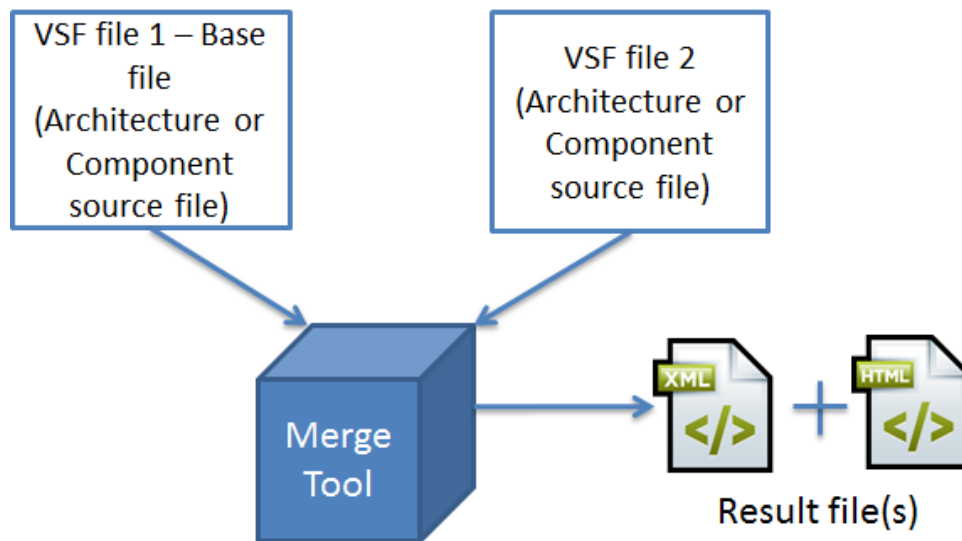 VSF file 1 – Base
file
(Architecture or
Component
source file)
VSF file 2
(Architecture or
Component
source file)
Merge
Tool
XML
</>
HTML
</>
Result file(s)